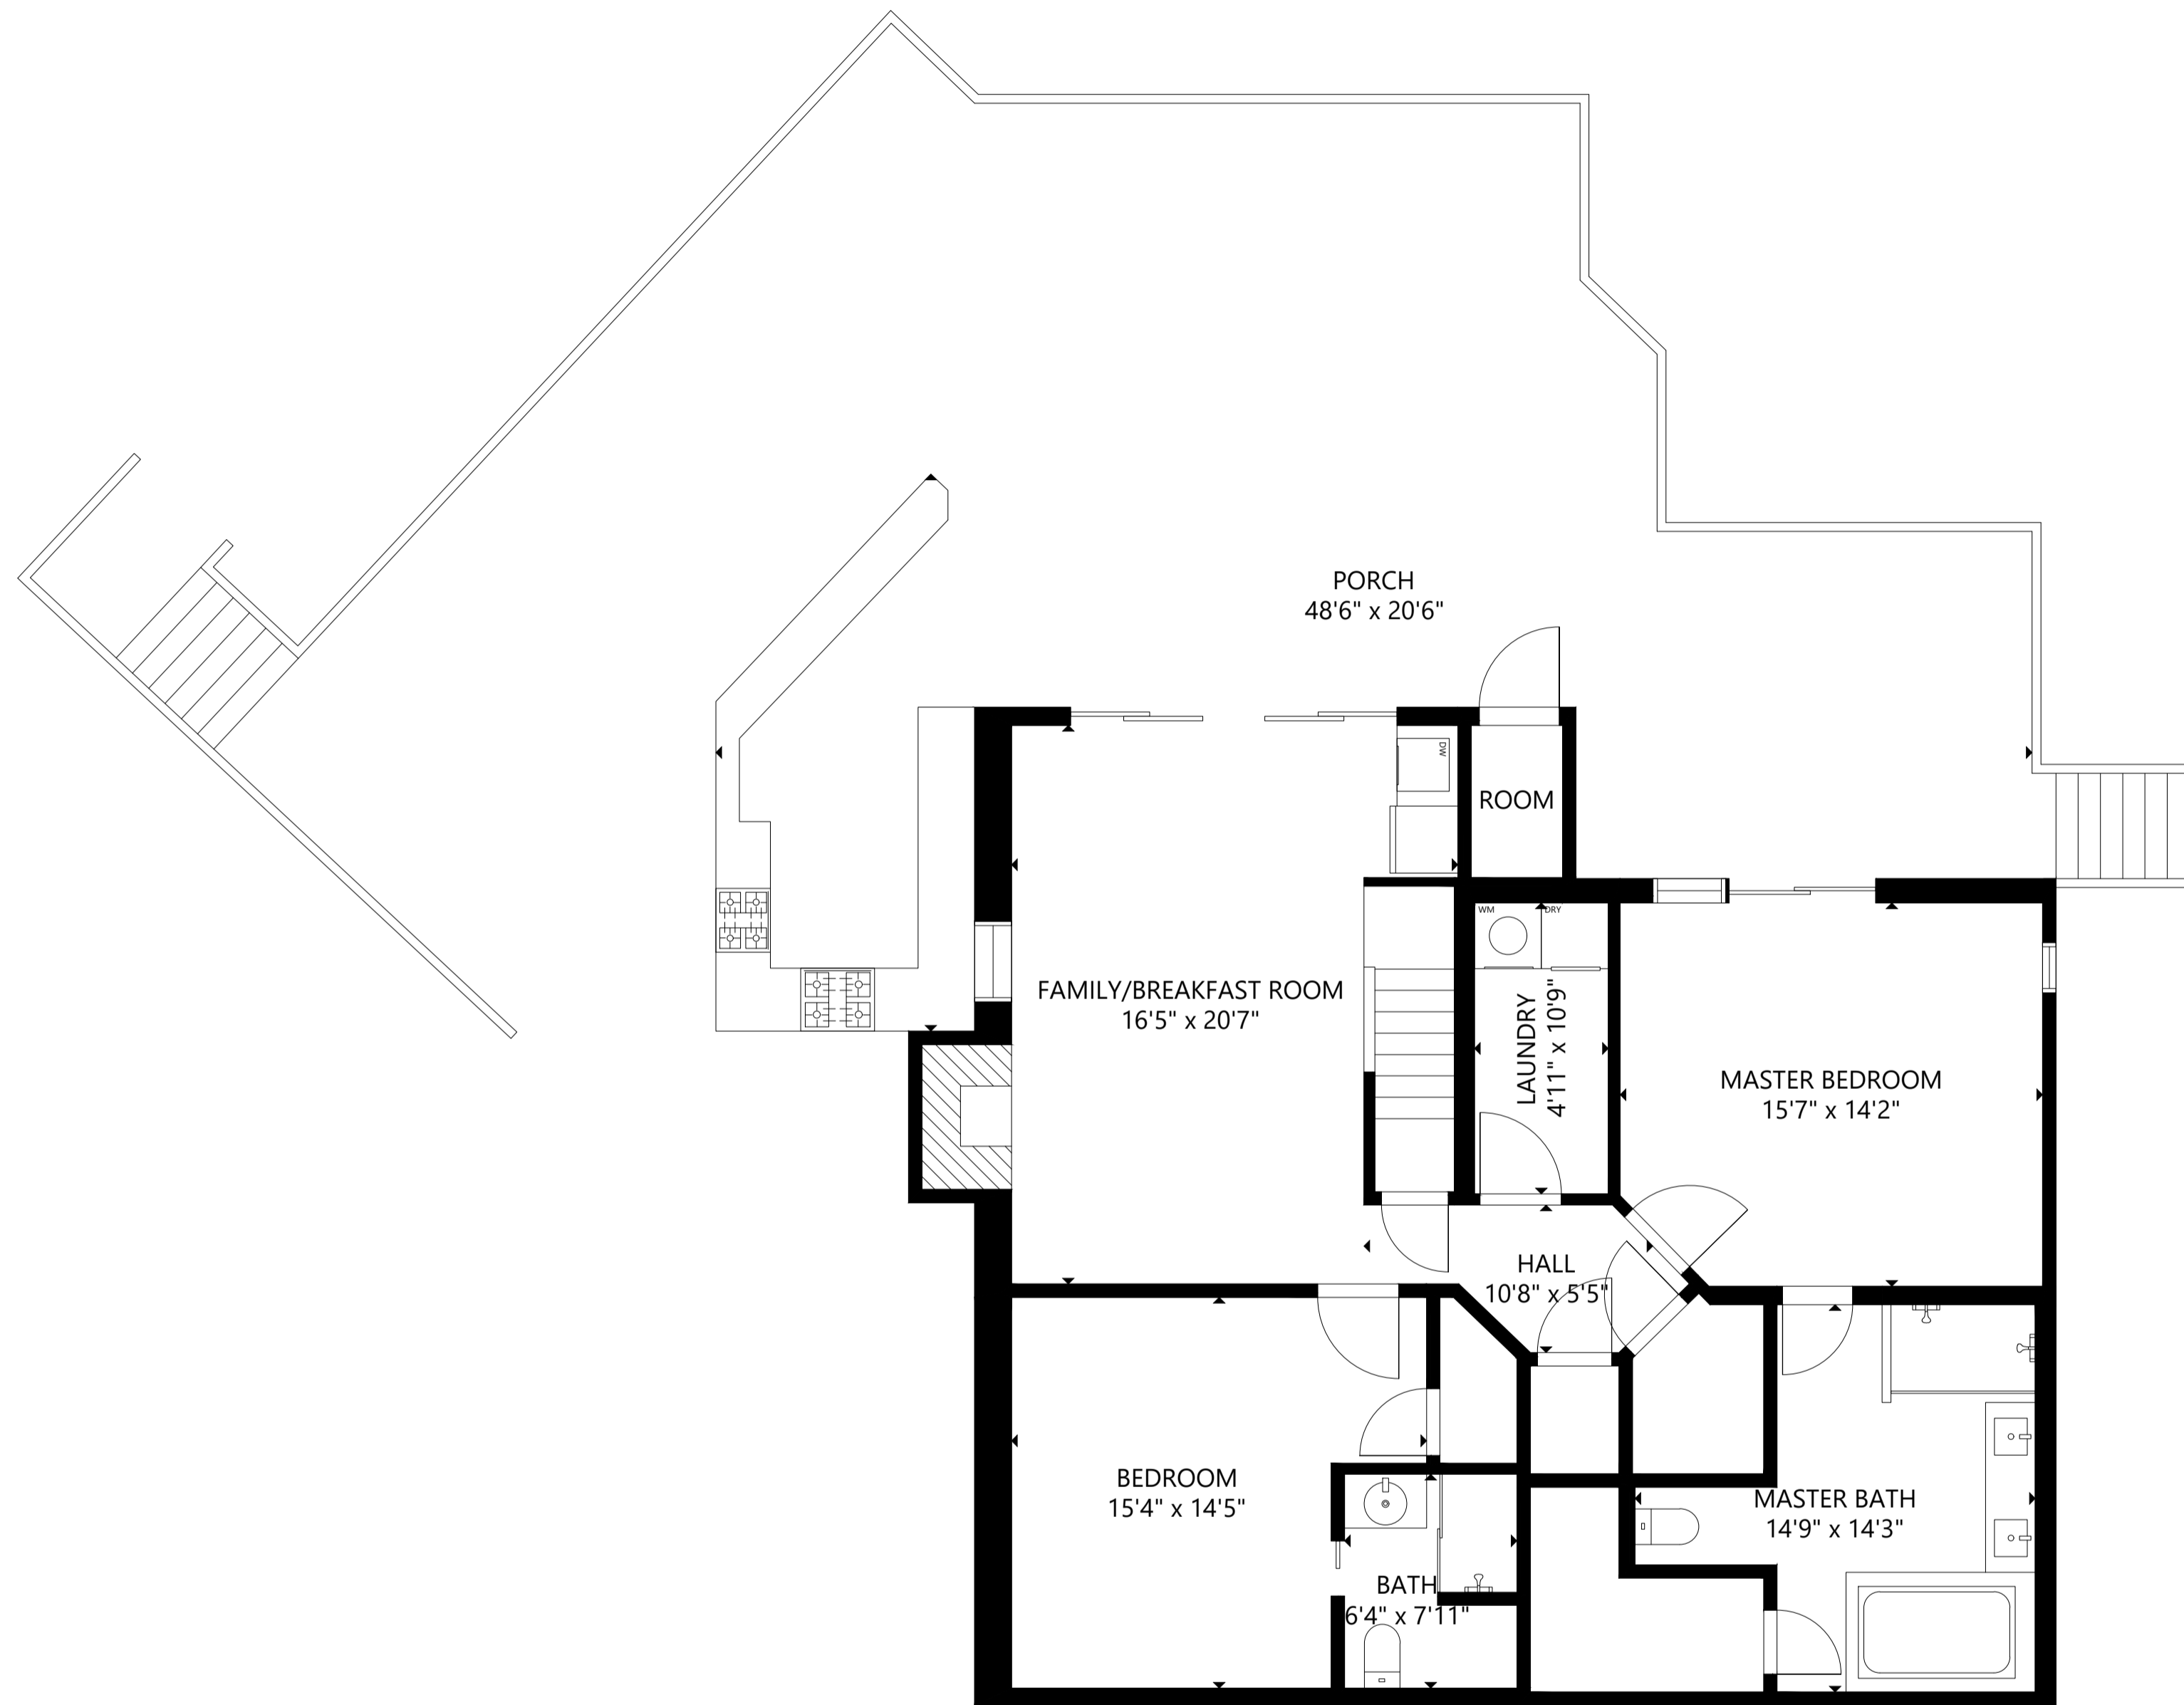 PORCH
48'6" x 20'6"
DW
ROOM
WM
DRY
FAMILY/BREAKFAST ROOM
16'5" x 20'7"
LAUNDRY
4'11" x 10'9"
MASTER BEDROOM
15'7" x 14'2"
HALL
10'8" x 5'5"
BEDROOM
15'4" x 14'5"
MASTER BATH
14'9" x 14'3"
BATH
6'4" x 7'11"